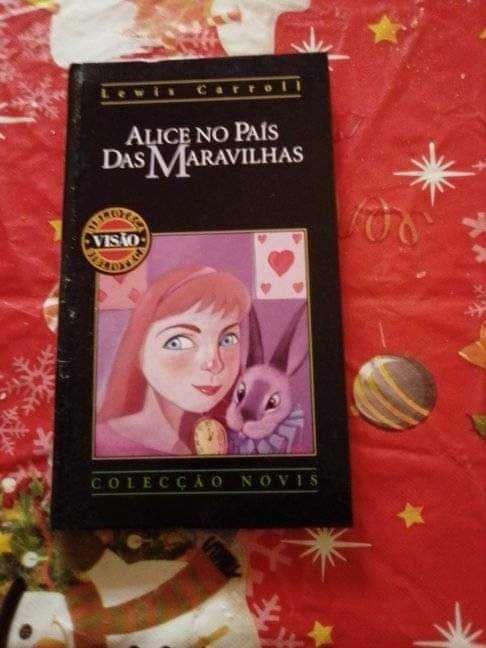 Lewis Carroll
ALICE NO PAÍS
DAS MARAVILHAS
BIBLIOTECA
VISÃO
BIBLIOTECA
COLECÇÃO NOVIS